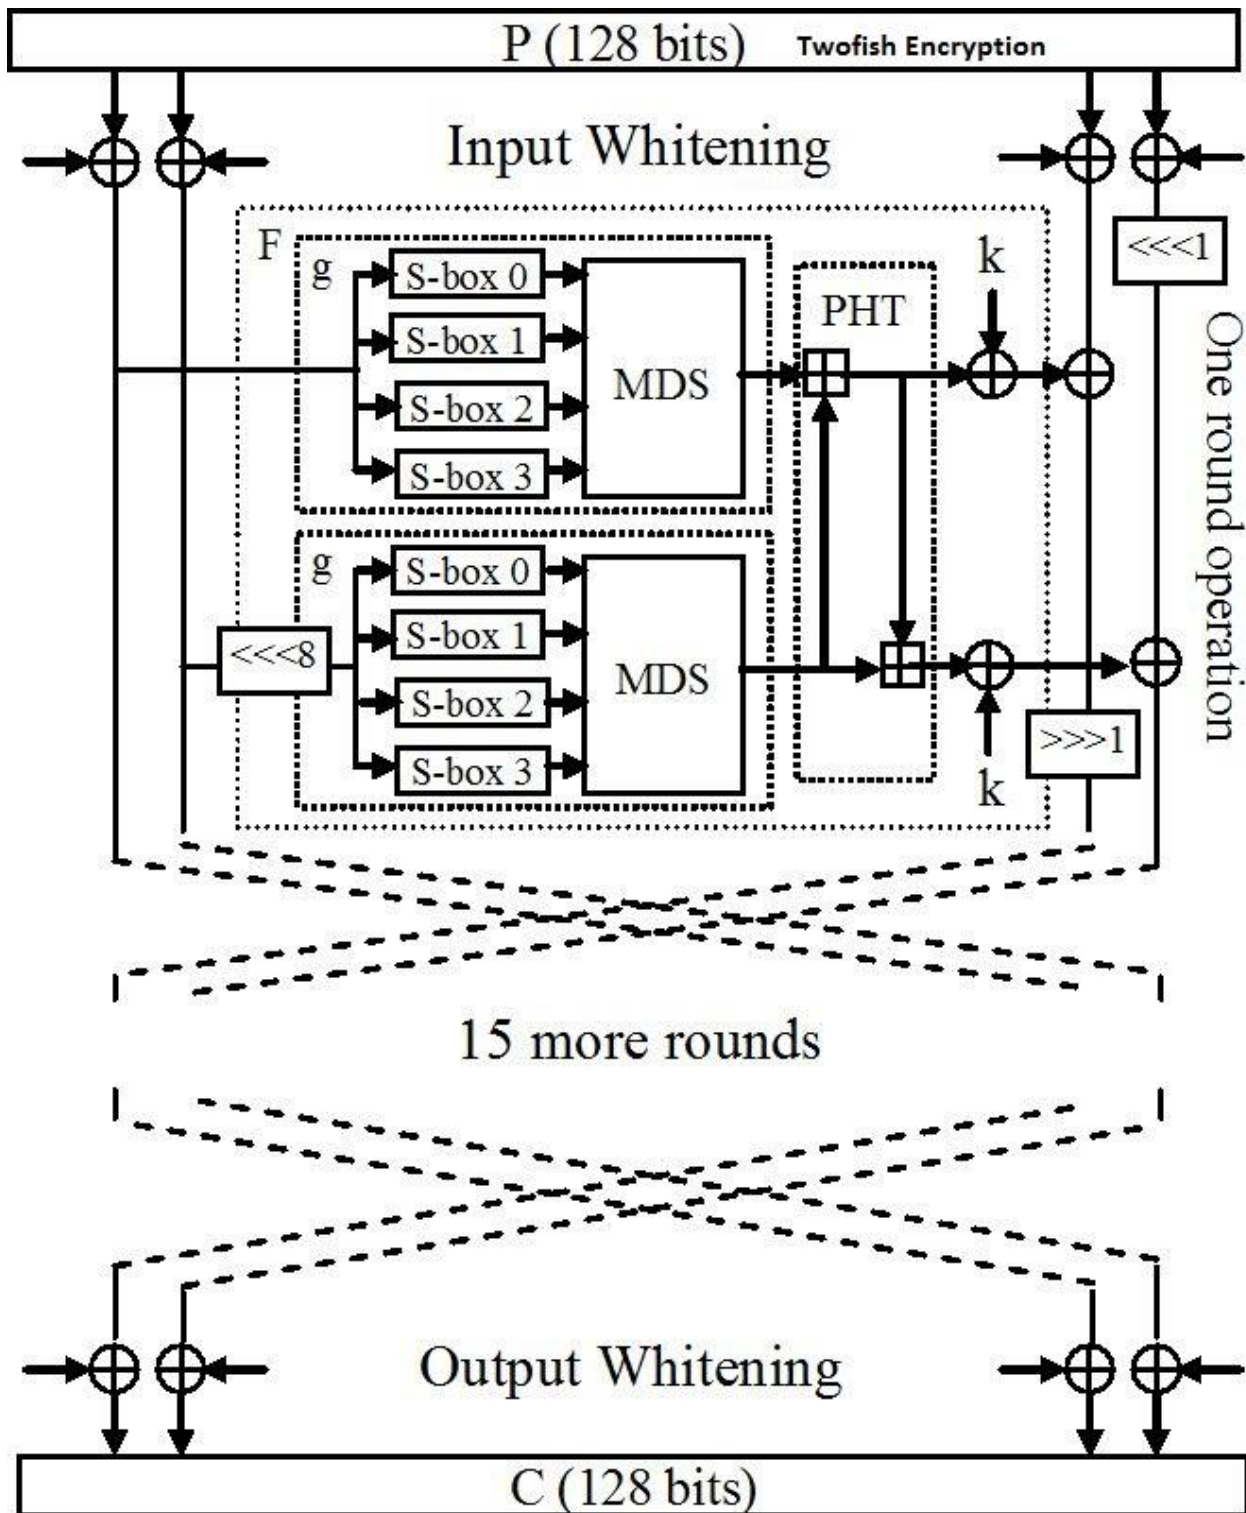 P (128 bits) Twofish Encryption
Input Whitening
F
g
S-box 0
S-box 1
S-box 2
S-box 3
MDS
PHT
k
<<<1
One round operation
g
<<<8
S-box 0
S-box 1
S-box 2
S-box 3
MDS
k
>>>1
15 more rounds
Output Whitening
C (128 bits)